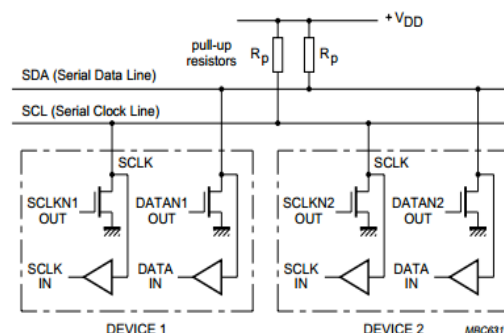 + VDD
pull-up
resistors
Rp
Rp
SDA (Serial Data Line)
SCL (Serial Clock Line)
SCLK
SCLK
SCLKN1
OUT
DATAN1
OUT
SCLKN2
OUT
DATAN2
OUT
SCLK
IN
DATA
IN
SCLK
IN
DATA
IN
DEVICE 1
DEVICE 2
MBC631